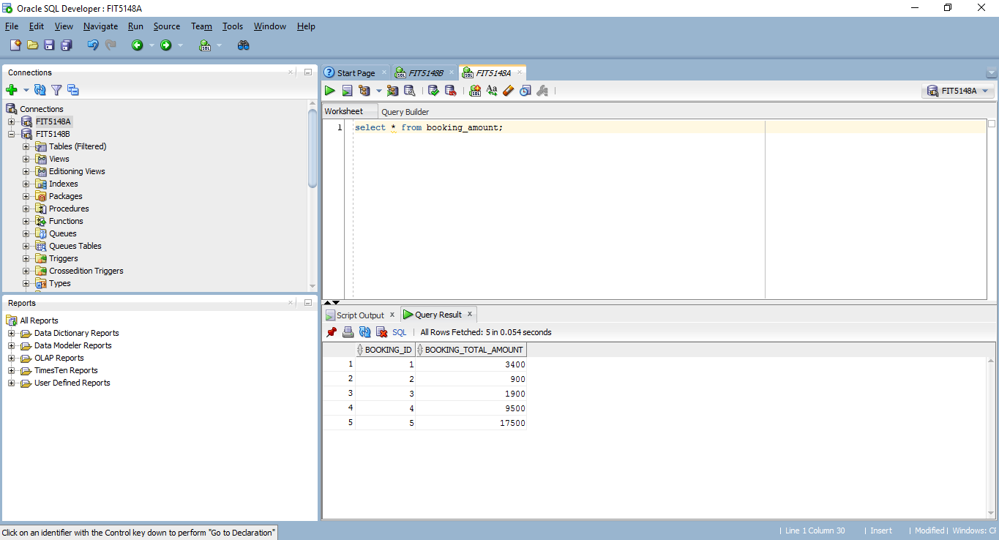 Oracle SQL Developer : FIT5148A
File Edit View Navigate Run Source Team Tools Window Help
Connections
Connections
FIT5148A
FIT5148B
Tables (Filtered)
Views
Editioning Views
Indexes
Packages
Procedures
Functions
Queues
Queues Tables
Triggers
Crossedition Triggers
Types
Reports
All Reports
Data Dictionary Reports
Data Modeler Reports
OLAP Reports
TimesTen Reports
User Defined Reports
Start Page FIT5148B FIT5148A
FIT5148A
Worksheet Query Builder
1 select * from booking_amount;
Script Output x Query Result x
SQL | All Rows Fetched: 5 in 0.054 seconds
BOOKING_ID BOOKING_TOTAL_AMOUNT
1 1 3400
2 2 900
3 3 1900
4 4 9500
5 5 17500
Click on an identifier with the Control key down to perform "Go to Declaration"
| Line 1 Column 30 | Insert | Modified | Windows: CF